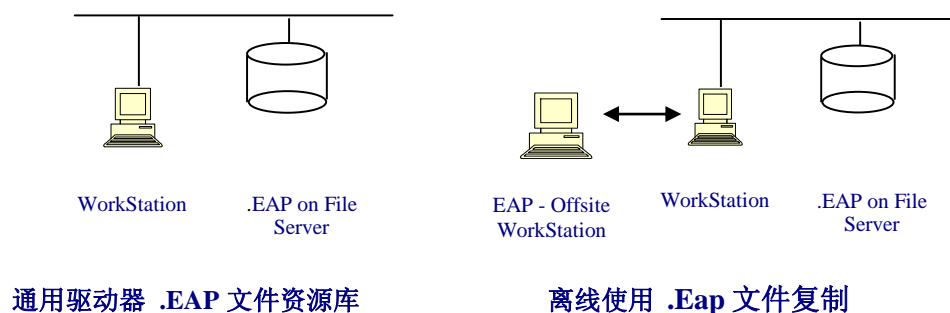 WorkStation
.EAP on File
Server
EAP - Offsite
WorkStation
WorkStation
.EAP on File
Server
通用驱动器 .EAP 文件资源库
离线使用 .Eap 文件复制